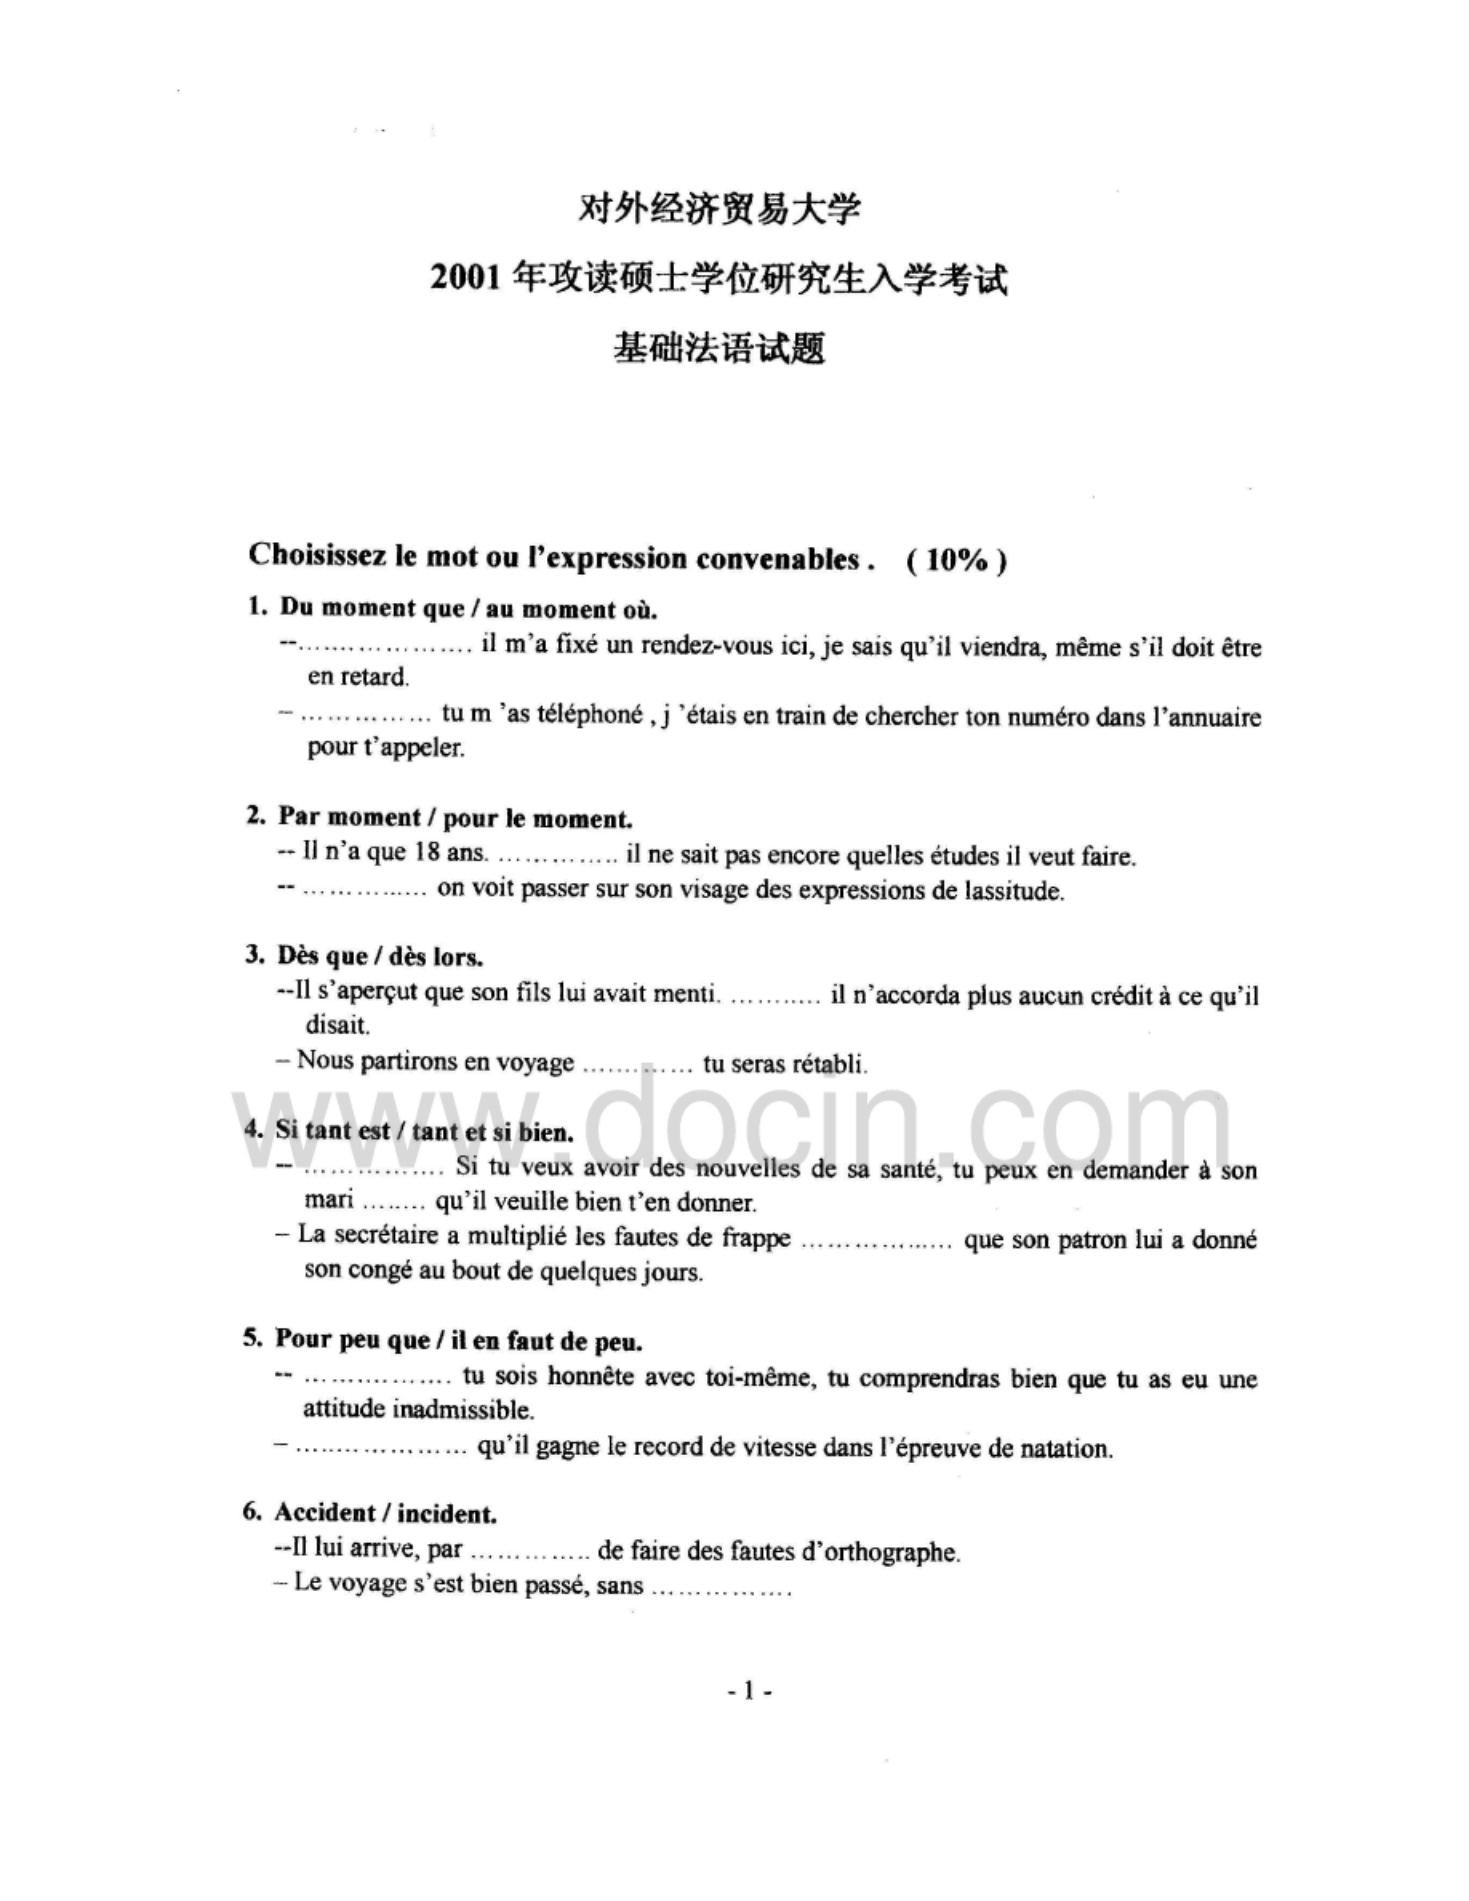 对外经济贸易大学
2001 年攻读硕士学位研究生入学考试
基础法语试题
Choisissez le mot ou l’expression convenables . ( 10% )
1. Du moment que / au moment où.
--..................... il m’a fixé un rendez-vous ici, je sais qu’il viendra, même s’il doit être
en retard.
– ............... tu m ’as téléphoné , j ’étais en train de chercher ton numéro dans l’annuaire
pour t’appeler.
2. Par moment / pour le moment.
-- Il n’a que 18 ans. .............. il ne sait pas encore quelles études il veut faire.
-- ............... on voit passer sur son visage des expressions de lassitude.
3. Dès que / dès lors.
--Il s’aperçut que son fils lui avait menti. ........... il n’accorda plus aucun crédit à ce qu’il
disait.
– Nous partirons en voyage ............. tu seras rétabli.
www.docin.com
4. Si tant est / tant et si bien.
-- ................ Si tu veux avoir des nouvelles de sa santé, tu peux en demander à son
mari ........ qu’il veuille bien t’en donner.
– La secrétaire a multiplié les fautes de frappe .................. que son patron lui a donné
son congé au bout de quelques jours.
5. Pour peu que / il en faut de peu.
-- ................. tu sois honnête avec toi-même, tu comprendras bien que tu as eu une
attitude inadmissible.
– .................... qu’il gagne le record de vitesse dans l’épreuve de natation.
6. Accident / incident.
--Il lui arrive, par .............. de faire des fautes d’orthographe.
– Le voyage s’est bien passé, sans ................
- 1 -